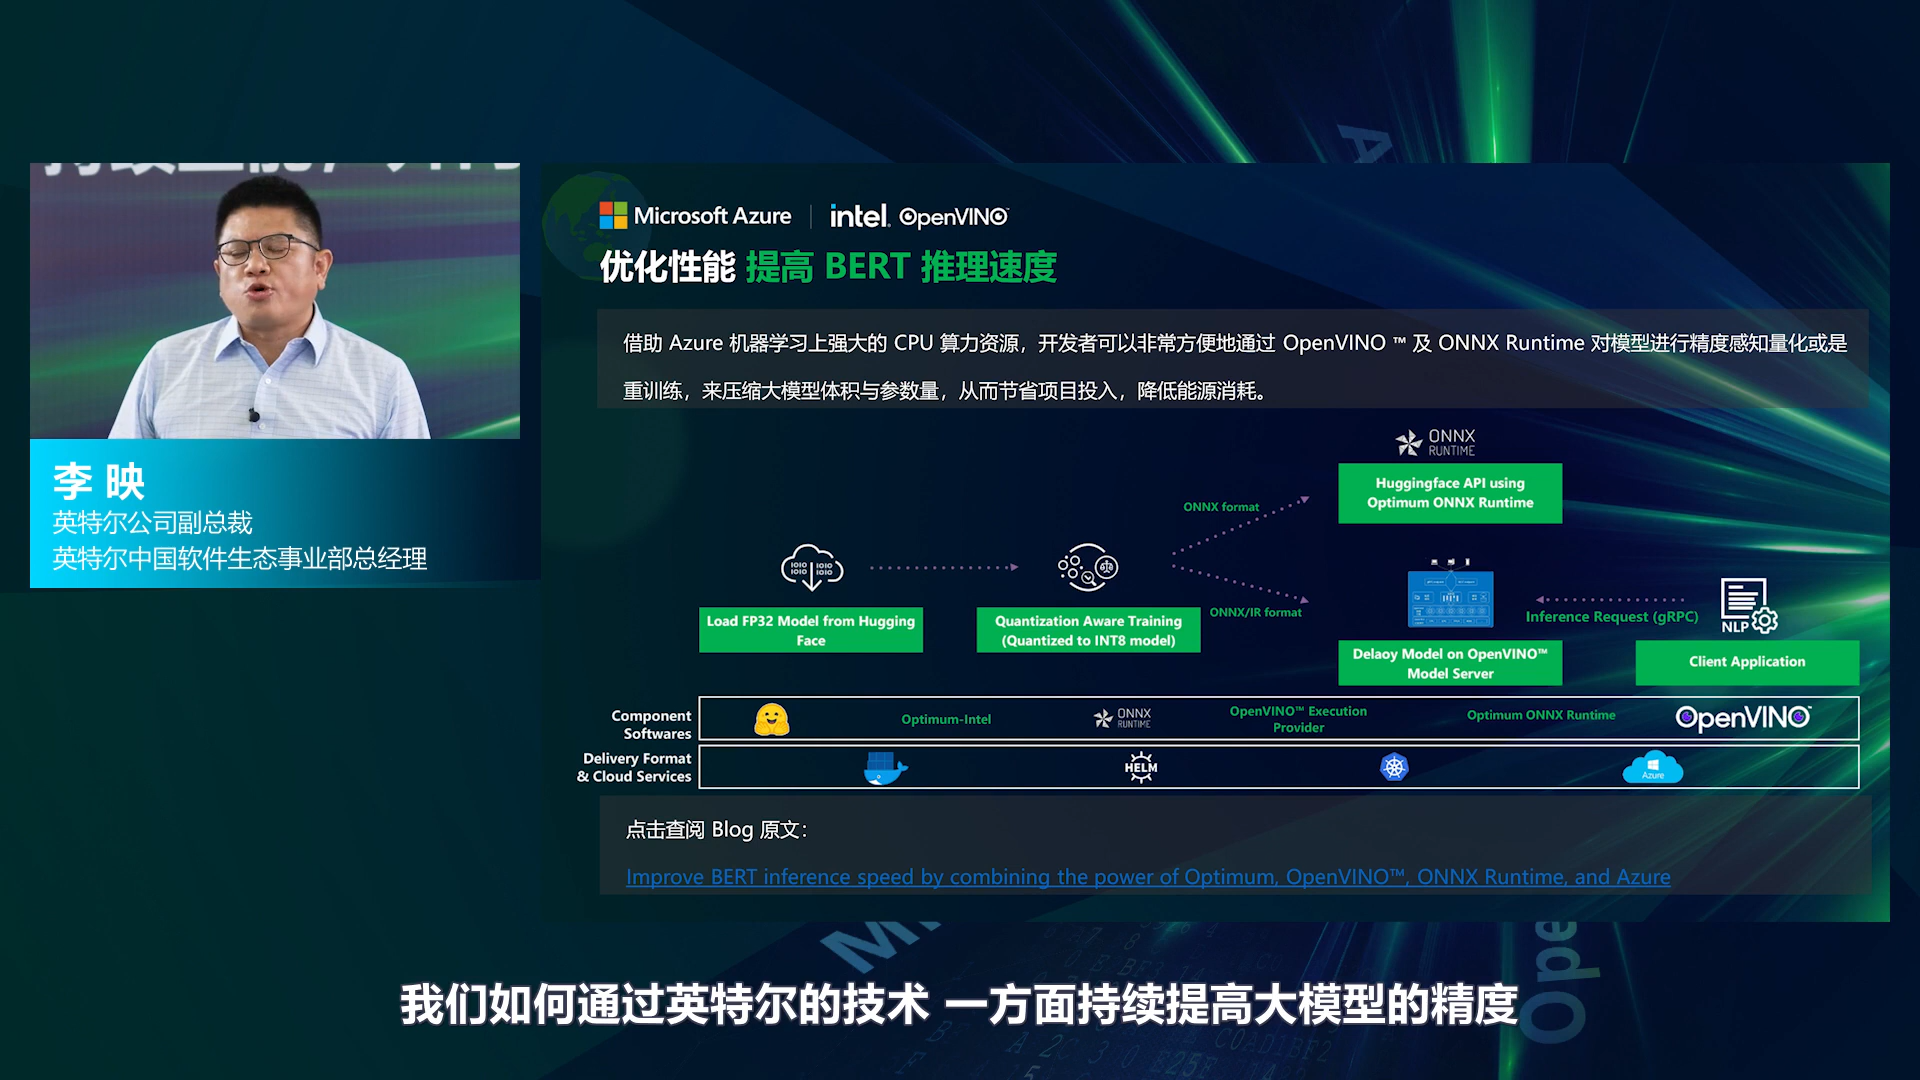 Microsoft Azure | intel. OpenVINO™
优化性能 提高 BERT 推理速度
借助 Azure 机器学习上强大的 CPU 算力资源，开发者可以非常方便地通过 OpenVINO ™ 及 ONNX Runtime 对模型进行精度感知量化或是
重训练，来压缩大模型体积与参数量，从而节省项目投入，降低能源消耗。
李 映
英特尔公司副总裁
英特尔中国软件生态事业部总经理
ONNX
RUNTIME
Huggingface API using
Optimum ONNX Runtime
ONNX format
Load FP32 Model from Hugging
Face
Quantization Aware Training
(Quantized to INT8 model)
ONNX/IR format
Inference Request (gRPC)
NLP
Delaoy Model on OpenVINO™
Model Server
Client Application
Component
Softwares
Optimum-Intel
ONNX
RUNTIME
OpenVINO™ Execution
Provider
Optimum ONNX Runtime
OpenVINO™
Delivery Format
& Cloud Services
HELM
Azure
点击查阅 Blog 原文：
Improve BERT inference speed by combining the power of Optimum, OpenVINO™, ONNX Runtime, and Azure
我们如何通过英特尔的技术 一方面持续提高大模型的精度